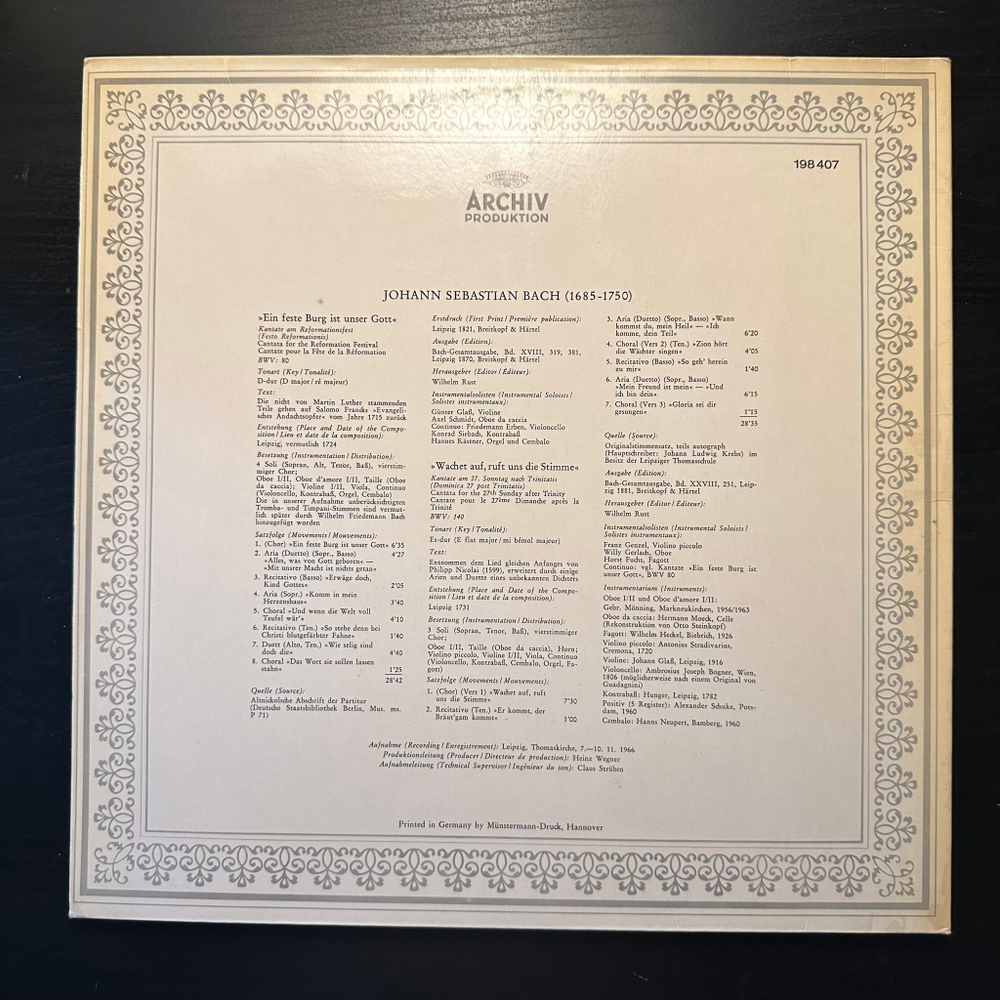 198 407
ARCHIV
PRODUKTION
JOHANN SEBASTIAN BACH (1685-1750)
»Ein feste Burg ist unser Gott«
Kantate am Reformationsfest
(Festo Reformationis)
Cantata for the Reformation Festival
Cantate pour la Fête de la Réformation
BWV: 80
Tonart (Key / Tonalité):
D-dur (D major / ré majeur)
Text:
Die nicht von Martin Luther stammenden
Teile gehen auf Salomo Francks »Evangeli-
sches Andachtsopfer« vom Jahre 1715 zurück
Entstehung (Place and Date of the Compo-
sition / Lieu et date de la composition):
Leipzig, vermutlich 1724
Besetzung (Instrumentation / Distribution):
4 Soli (Sopran, Alt, Tenor, Baß), vierstim-
miger Chor;
Oboe I/II, Oboe d'amore I/II, Taille (Oboe
da caccia); Violine I/II, Viola, Continuo
(Violoncello, Kontrabaß, Orgel, Cembalo)
Die in unserer Aufnahme unberücksichtigten
Tromba- und Timpani-Stimmen sind vermut-
lich später durch Wilhelm Friedemann Bach
hinzugefügt worden
Satzfolge (Movements / Mouvements):
1. (Chor) »Ein feste Burg ist unser Gott« 6'35
2. Aria (Duetto) (Sopr., Basso) 4'27
»Alles, was von Gott geboren« —
»Mit unsrer Macht ist nichts getan«
3. Recitativo (Basso) »Erwäge doch,
Kind Gottes« 2'05
4. Aria (Sopr.) »Komm in mein
Herzenshaus« 3'40
5. Choral »Und wenn die Welt voll
Teufel wär'« 4'10
6. Recitativo (Ten.) »So stehe denn bei
Christi blutgefärbter Fahne« 1'40
7. Duett (Alto, Ten.) »Wie selig sind
doch die« 4'40
8. Choral »Das Wort sie sollen lassen
stahn« 1'25
28'42
Quelle (Source):
Altnickolsche Abschrift der Partitur
(Deutsche Staatsbibliothek Berlin, Mus. ms.
P 71)
Erstdruck (First Print / Première publication):
Leipzig 1821, Breitkopf & Härtel
Ausgabe (Edition):
Bach-Gesamtausgabe, Bd. XVIII, 319, 381,
Leipzig 1870, Breitkopf & Härtel
Herausgeber (Editor / Editeur):
Wilhelm Rust
Instrumentalsolisten (Instrumental Soloists /
Solistes instrumentaux):
Günter Glaß, Violine
Axel Schmidt, Oboe da caccia
Continuo: Friedemann Erben, Violoncello
Konrad Siebach, Kontrabaß
Hannes Kästner, Orgel und Cembalo
»Wachet auf, ruft uns die Stimme«
Kantate am 27. Sonntag nach Trinitatis
(Dominica 27 post Trinitatis)
Cantata for the 27th Sunday after Trinity
Cantate pour le 27ème Dimanche après la
Trinité
BWV: 140
Tonart (Key / Tonalité):
Es-dur (E flat major / mi bémol majeur)
Text:
Entsnommen dem Lied gleichen Anfanges von
Philipp Nicolai (1599), erweitert durch einige
Arien und Duette eines unbekannten Dichters
Entstehung (Place and Date of the Compo-
sition / Lieu et date de la composition):
Leipzig 1731
Besetzung (Instrumentation / Distribution):
3 Soli (Sopran, Tenor, Baß), vierstimmiger
Chor;
Oboe I/II, Taille (Oboe da caccia), Horn;
Violino piccolo, Violine I/II, Viola, Continuo
(Violoncello, Kontrabaß, Cembalo, Orgel, Fa-
gott)
Satzfolge (Movements / Mouvements):
1. (Chor) (Vers 1) »Wachet auf, ruft
uns die Stimme« 7'30
2. Recitativo (Ten.) »Er kommt, der
Bräut'gam kommt« 1'00
3. Aria (Duetto) (Sopr., Basso) »Wann
kommst du, mein Heil« — »Ich
komme, dein Teil« 6'20
4. Choral (Vers 2) (Ten.) »Zion hört
die Wächter singen« 4'05
5. Recitativo (Basso) »So geh' herein
zu mir« 1'40
6. Aria (Duetto) (Sopr., Basso)
»Mein Freund ist mein« — »Und
ich bin dein« 6'15
7. Choral (Vers 3) »Gloria sei dir
gesungen« 1'15
28'35
Quelle (Source):
Originalstimmensatz, teils autograph
(Hauptschreiber: Johann Ludwig Krebs) im
Besitz der Leipziger Thomasschule
Ausgabe (Edition):
Bach-Gesamtausgabe, Bd. XXVIII, 251, Leip-
zig 1881, Breitkopf & Härtel
Herausgeber (Editor / Editeur):
Wilhelm Rust
Instrumentalsolisten (Instrumental Soloists /
Solistes instrumentaux):
Franz Genzel, Violino piccolo
Willy Gerlach, Oboe
Horst Fuchs, Fagott
Continuo: vgl. Kantate »Ein feste Burg ist
unser Gott«, BWV 80
Instrumentarium (Instruments):
Oboe I/II und Oboe d'amore I/II:
Gebr. Mönning, Markneukirchen, 1956/1963
Oboe da caccia: Hermann Moeck, Celle
(Rekonstruktion von Otto Steinkopf)
Fagott: Wilhelm Heckel, Biebrich, 1926
Violino piccolo: Antonius Stradivarius,
Cremona, 1720
Violine: Johann Glaß, Leipzig, 1916
Violoncello: Ambrosius Joseph Bogner, Wien,
1806 (möglicherweise nach einem Original von
Guadagnini)
Kontrabaß: Hunger, Leipzig, 1782
Positiv (5 Register): Alexander Schuke, Pots-
dam, 1960
Cembalo: Hanns Neupert, Bamberg, 1960
Aufnahme (Recording / Enregistrement): Leipzig, Thomaskirche, 7.—10. 11. 1966
Produktionsleitung (Producer / Directeur de production): Heinz Wegner
Aufnahmeleitung (Technical Supervisor / Ingénieur du son): Claus Strüben
Printed in Germany by Münstermann-Druck, Hannover